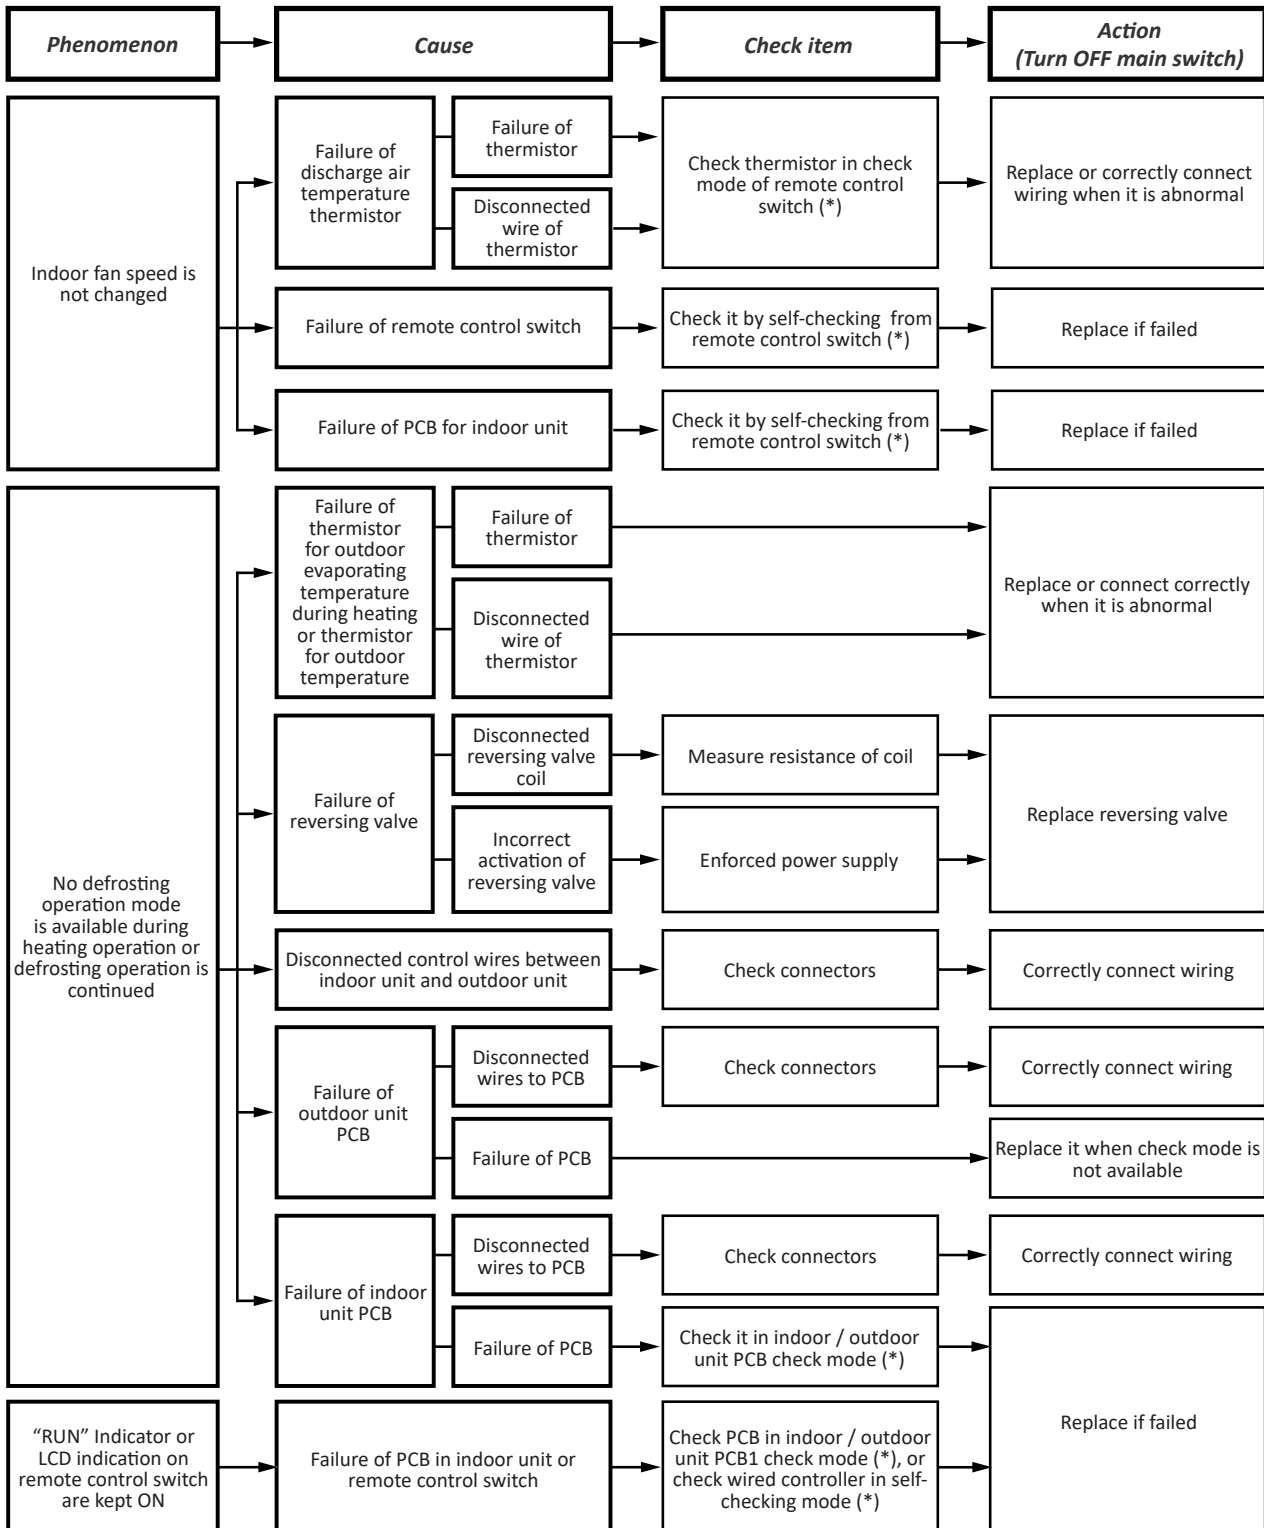 Phenomenon
Cause
Check item
Action
(Turn OFF main switch)
Indoor fan speed is
not changed
Failure of
discharge air
temperature
thermistor
Failure of
thermistor
Disconnected
wire of
thermistor
Check thermistor in check
mode of remote control
switch (*)
Replace or correctly connect
wiring when it is abnormal
Failure of remote control switch
Check it by self-checking  from
remote control switch (*)
Replace if failed
Failure of PCB for indoor unit
Check it by self-checking from
remote control switch (*)
Replace if failed
No defrosting
operation mode
is available during
heating operation or
defrosting operation is
continued
Failure of
thermistor
for outdoor
evaporating
temperature
during heating
or thermistor
for outdoor
temperature
Failure of
thermistor
Disconnected
wire of
thermistor
Replace or connect correctly
when it is abnormal
Failure of
reversing valve
Disconnected
reversing valve
coil
Measure resistance of coil
Incorrect
activation of
reversing valve
Enforced power supply
Replace reversing valve
Disconnected control wires between
indoor unit and outdoor unit
Check connectors
Correctly connect wiring
Failure of
outdoor unit
PCB
Disconnected
wires to PCB
Check connectors
Correctly connect wiring
Failure of PCB
Replace it when check mode is
not available
Failure of indoor
unit PCB
Disconnected
wires to PCB
Check connectors
Correctly connect wiring
Failure of PCB
Check it in indoor / outdoor
unit PCB check mode (*)
Replace if failed
“RUN” Indicator or
LCD indication on
remote control switch
are kept ON
Failure of PCB in indoor unit or
remote control switch
Check PCB in indoor / outdoor
unit PCB1 check mode (*), or
check wired controller in self-
checking mode (*)